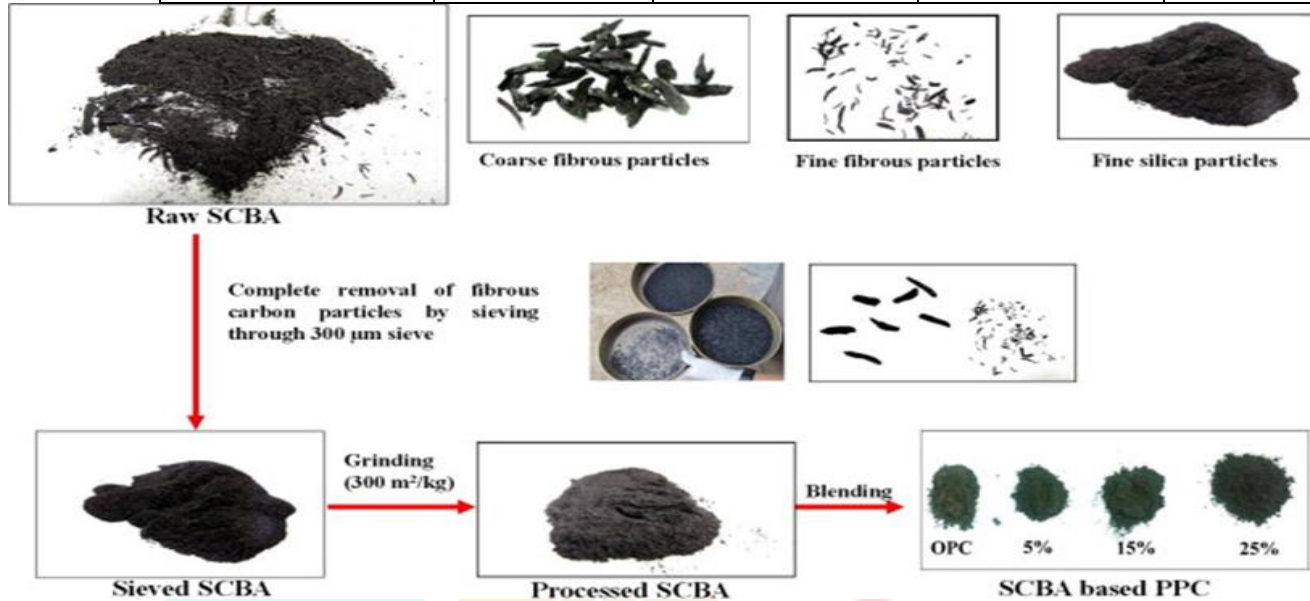 Coarse fibrous particles
Fine fibrous particles
Fine silica particles
Raw SCBA
Complete removal of fibrous
carbon particles by sieving
through 300 µm sieve
Grinding
(300 m²/kg)
Blending
OPC
5%
15%
25%
Sieved SCBA
Processed SCBA
SCBA based PPC